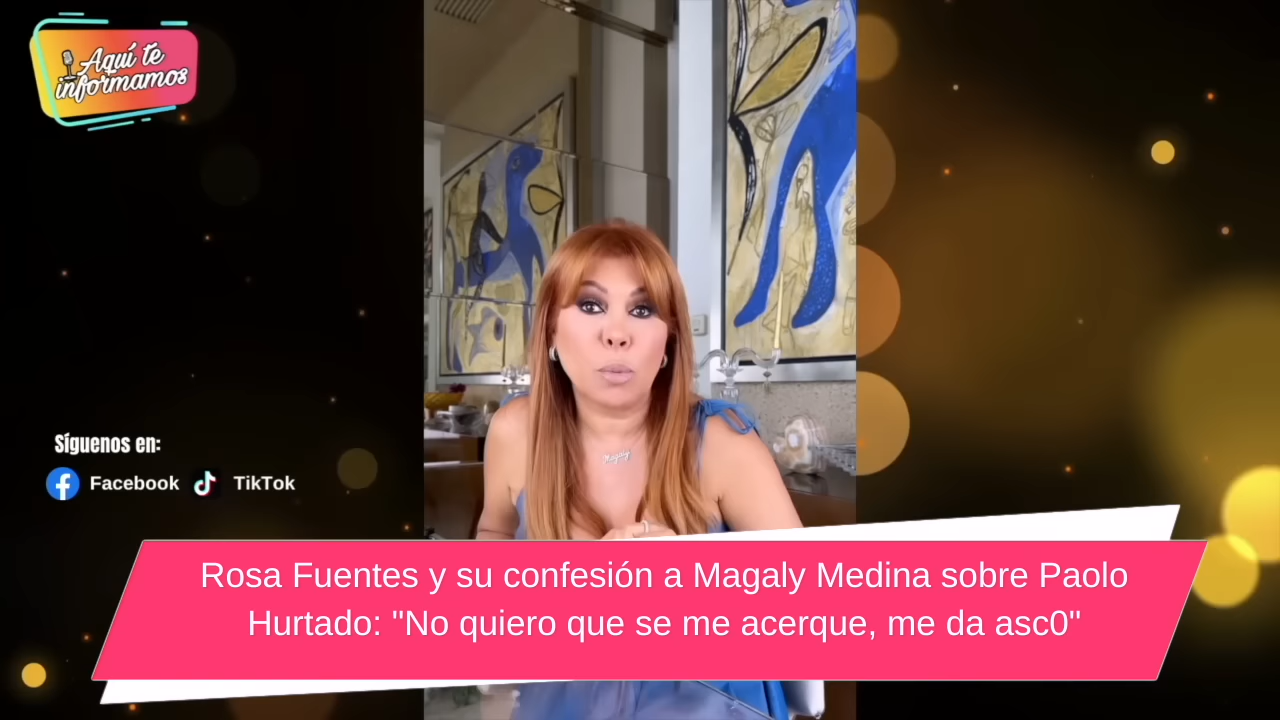 Aquí te
informamos
Síguenos en:
Facebook TikTok
Magaly
Rosa Fuentes y su confesión a Magaly Medina sobre Paolo
Hurtado: "No quiero que se me acerque, me da asc0"